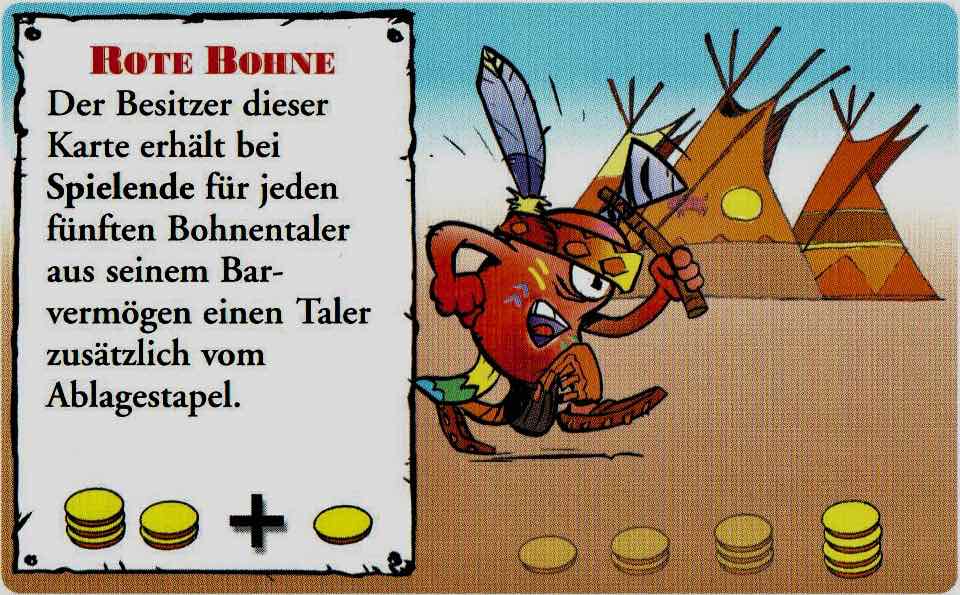 ROTE BOHNE
Der Besitzer dieser
Karte erhält bei
Spielende für jeden
fünften Bohnentaler
aus seinem Bar-
vermögen einen Taler
zusätzlich vom
Ablagestapel.
+